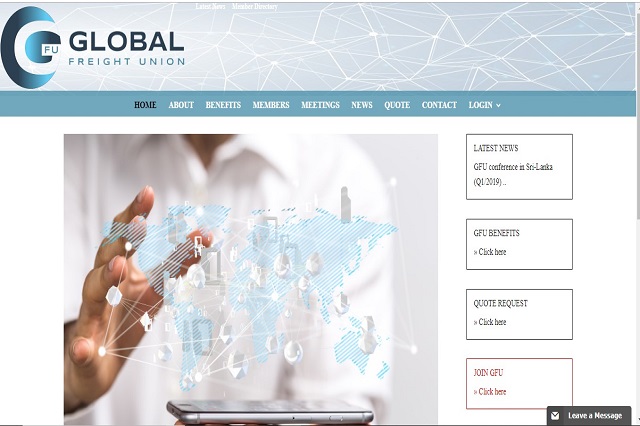 Latest News Member Directory
FU GLOBAL
FREIGHT UNION
HOME ABOUT BENEFITS MEMBERS MEETINGS NEWS QUOTE CONTACT LOGIN
LATEST NEWS
GFU conference in Sri-Lanka
(Q1/2019) ..
GFU BENEFITS
» Click here
QUOTE REQUEST
» Click here
JOIN GFU
» Click here
Leave a Message